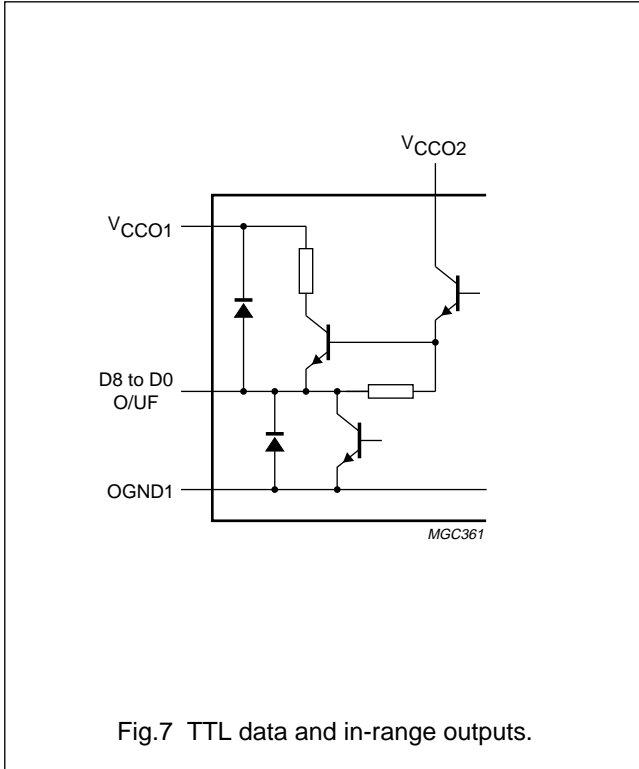 VCCO2
VCCO1
D8 to D0
O/UF
OGND1
MGC361
Fig.7 TTL data and in-range outputs.